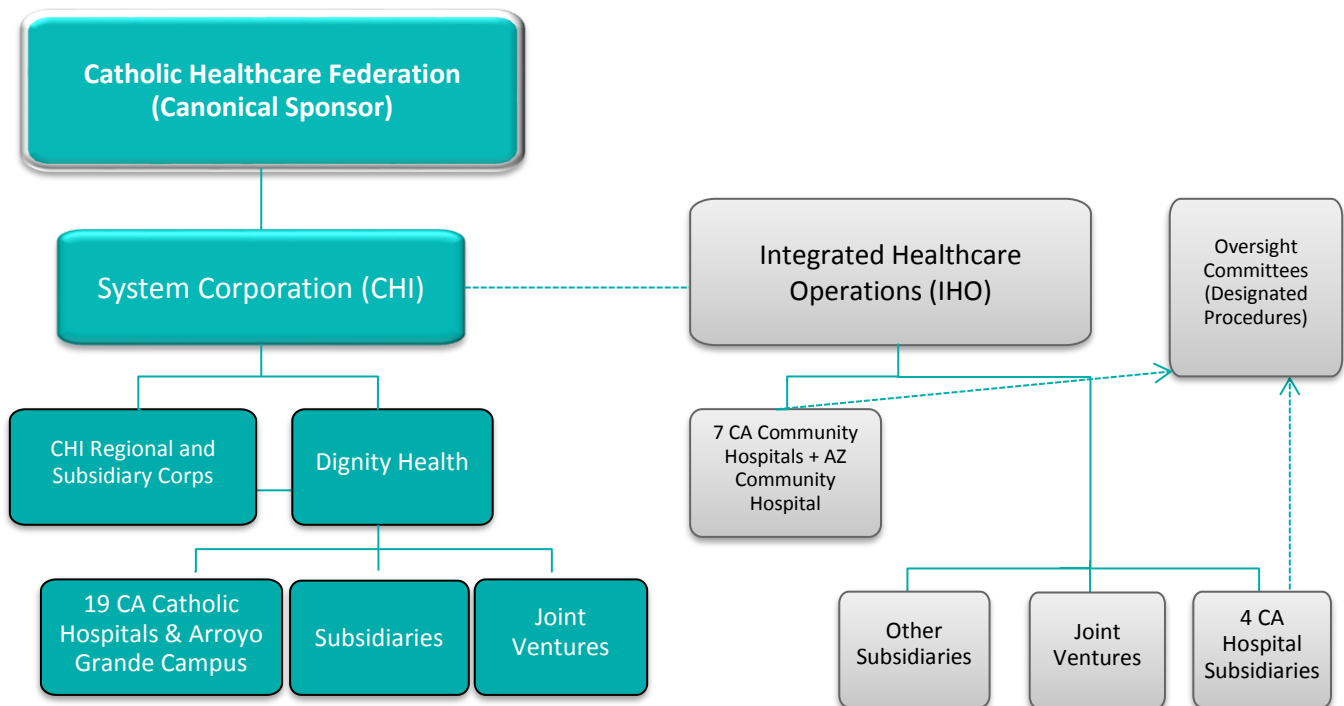 Catholic Healthcare Federation
(Canonical Sponsor)
System Corporation (CHI)
Integrated Healthcare
Operations (IHO)
Oversight
Committees
(Designated
Procedures)
CHI Regional and
Subsidiary Corps
Dignity Health
7 CA Community
Hospitals + AZ
Community
Hospital
19 CA Catholic
Hospitals & Arroyo
Grande Campus
Subsidiaries
Joint
Ventures
Other
Subsidiaries
Joint
Ventures
4 CA
Hospital
Subsidiaries